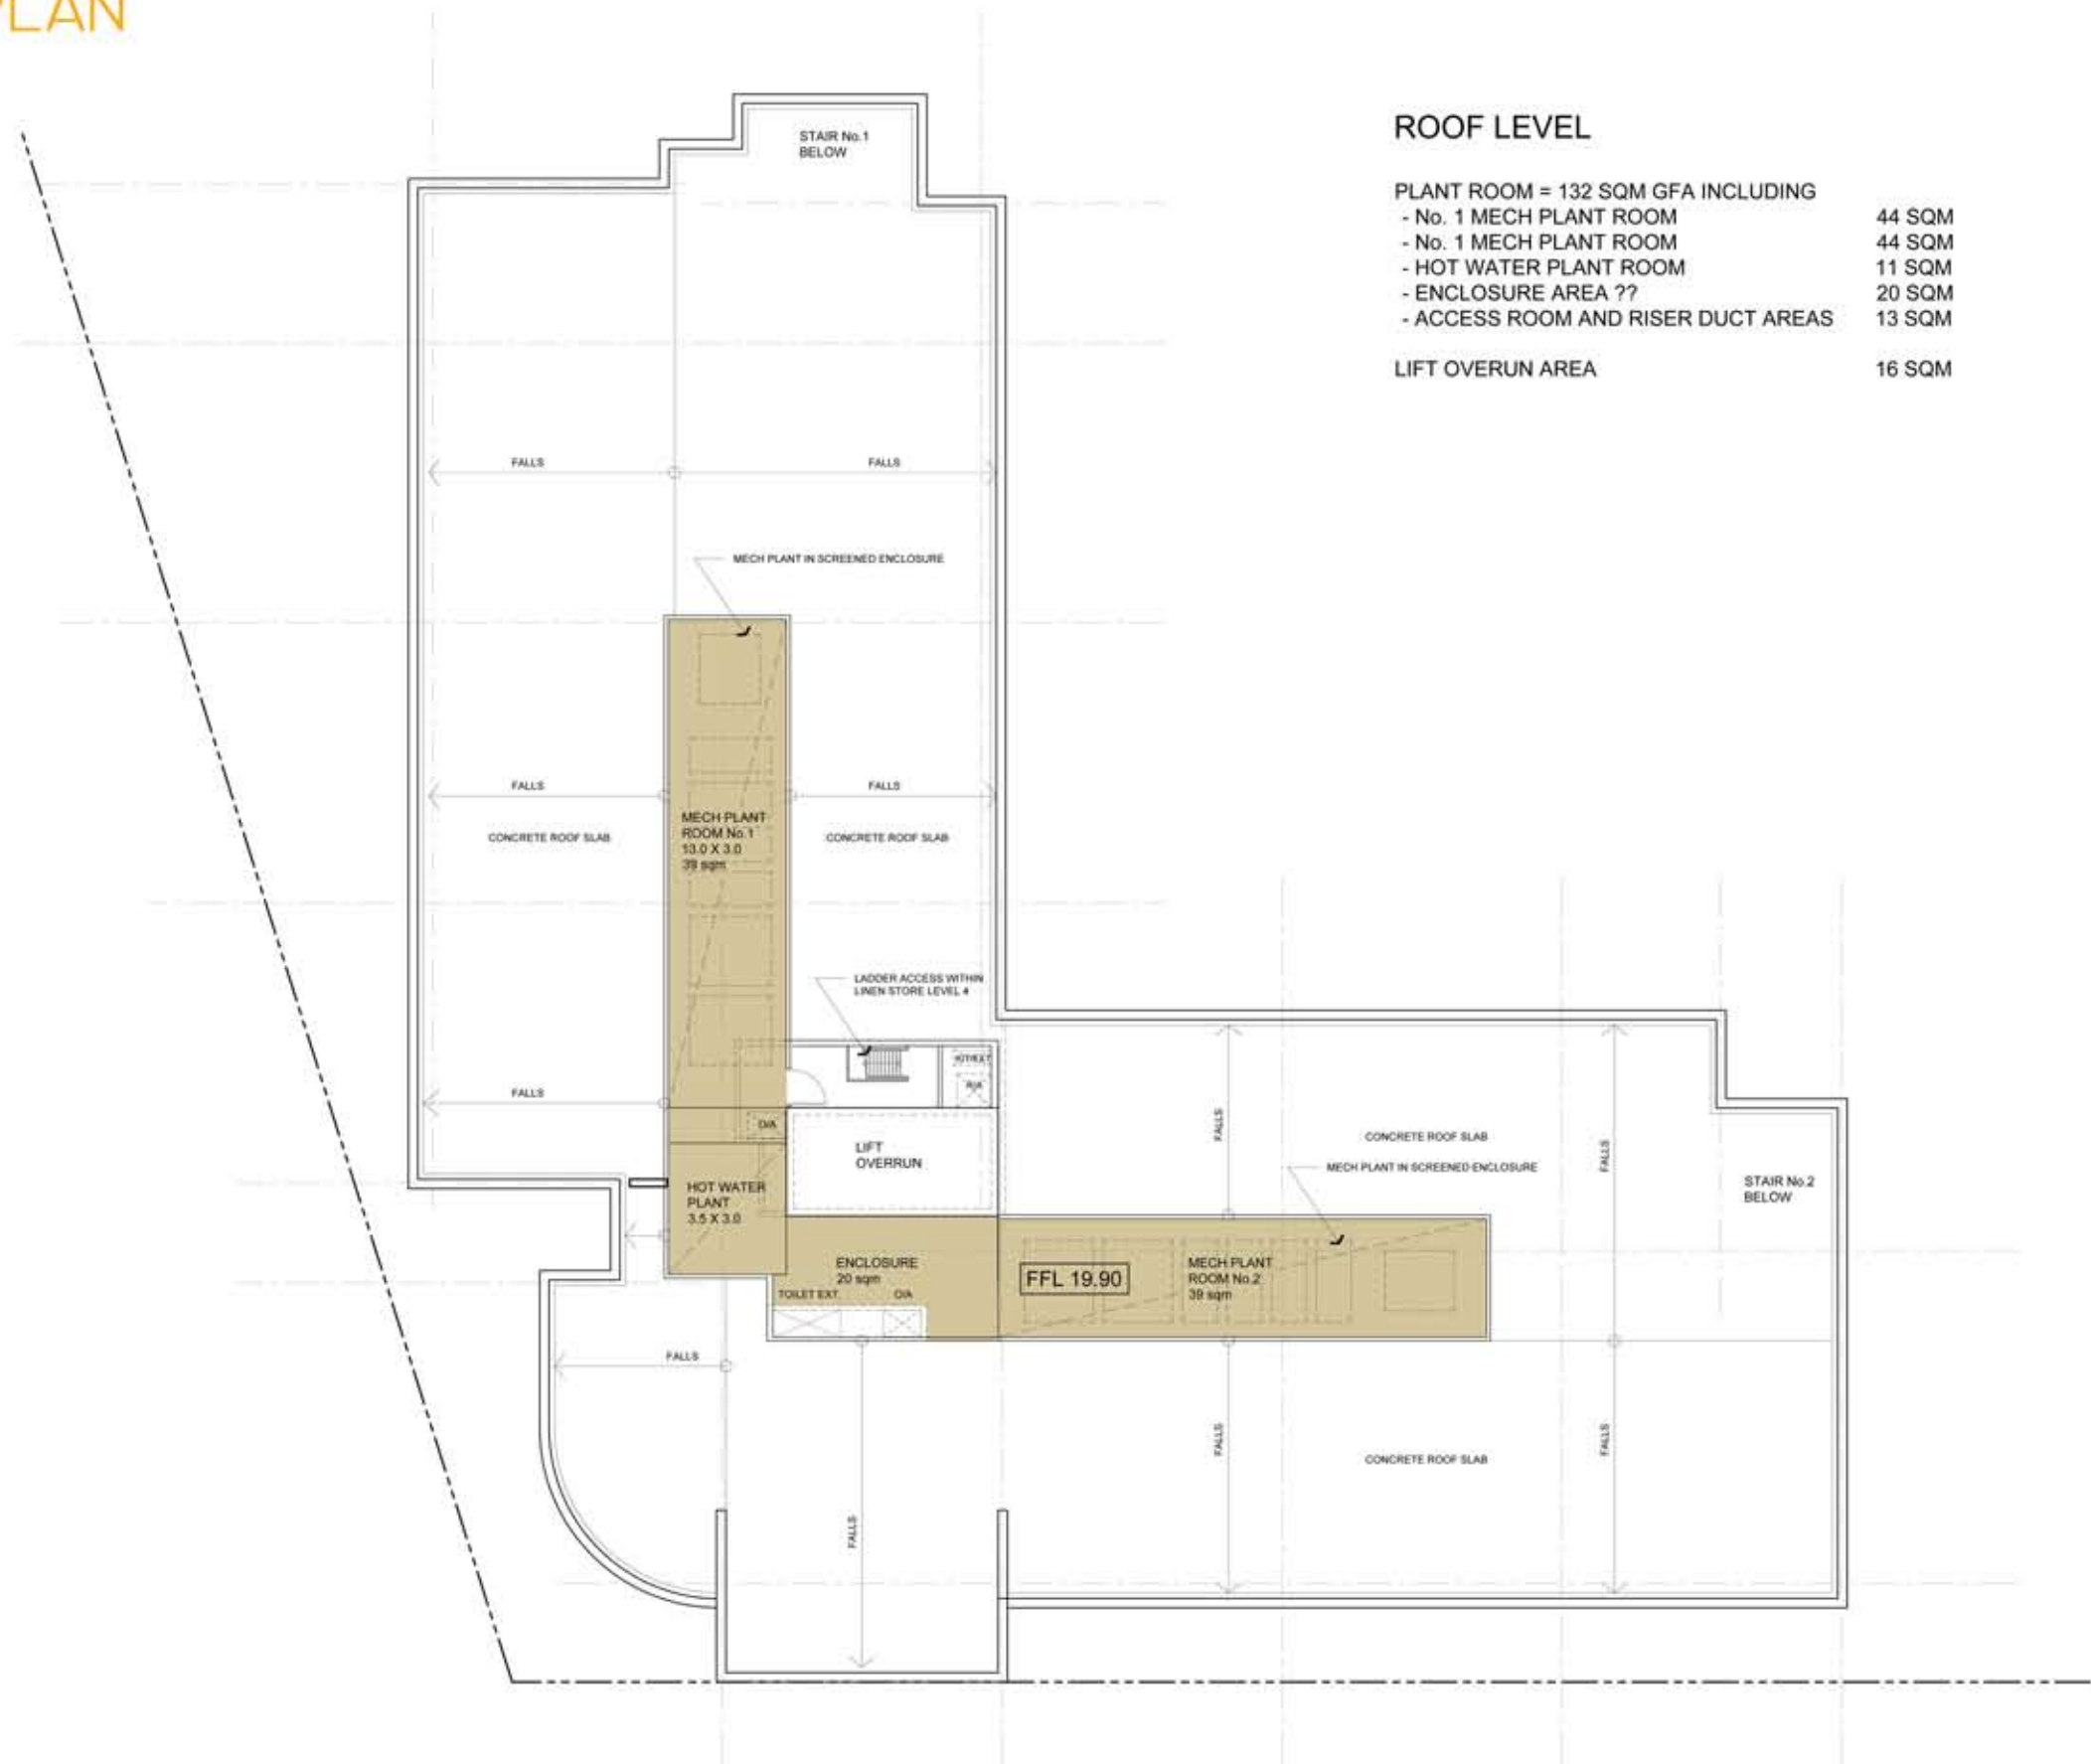 PLAN
ROOF LEVEL
PLANT ROOM = 132 SQM GFA INCLUDING
- No. 1 MECH PLANT ROOM 44 SQM
- No. 1 MECH PLANT ROOM 44 SQM
- HOT WATER PLANT ROOM 11 SQM
- ENCLOSURE AREA ?? 20 SQM
- ACCESS ROOM AND RISER DUCT AREAS 13 SQM
LIFT OVERUN AREA 16 SQM
STAIR No.1
BELOW
FALLS
FALLS
MECH PLANT IN SCREENED ENCLOSURE
FALLS
FALLS
MECH PLANT
ROOM No.1
13.0 X 3.0
39 sqm
CONCRETE ROOF SLAB
CONCRETE ROOF SLAB
LADDER ACCESS WITHIN
LINEN STORE LEVEL 4
R/A
FALLS
O/A
LIFT
OVERRUN
FALLS
CONCRETE ROOF SLAB
FALLS
MECH PLANT IN SCREENED ENCLOSURE
STAIR No.2
BELOW
HOT WATER
PLANT
3.5 X 3.0
ENCLOSURE
20 sqm
TOILET EXT.
O/A
FFL 19.90
MECH PLANT
ROOM No.2
39 sqm
FALLS
FALLS
FALLS
CONCRETE ROOF SLAB
FALLS